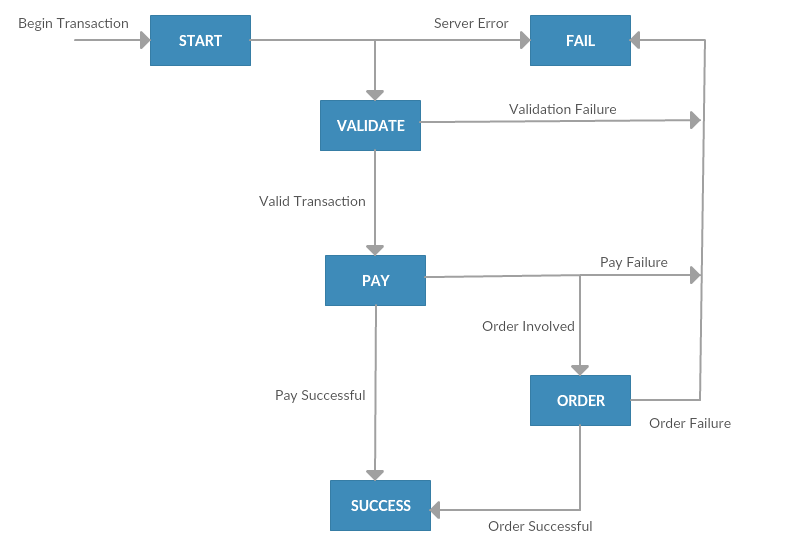 Begin Transaction
START
Server Error
FAIL
VALIDATE
Validation Failure
Valid Transaction
PAY
Pay Failure
Order Involved
Pay Successful
ORDER
Order Failure
SUCCESS
Order Successful